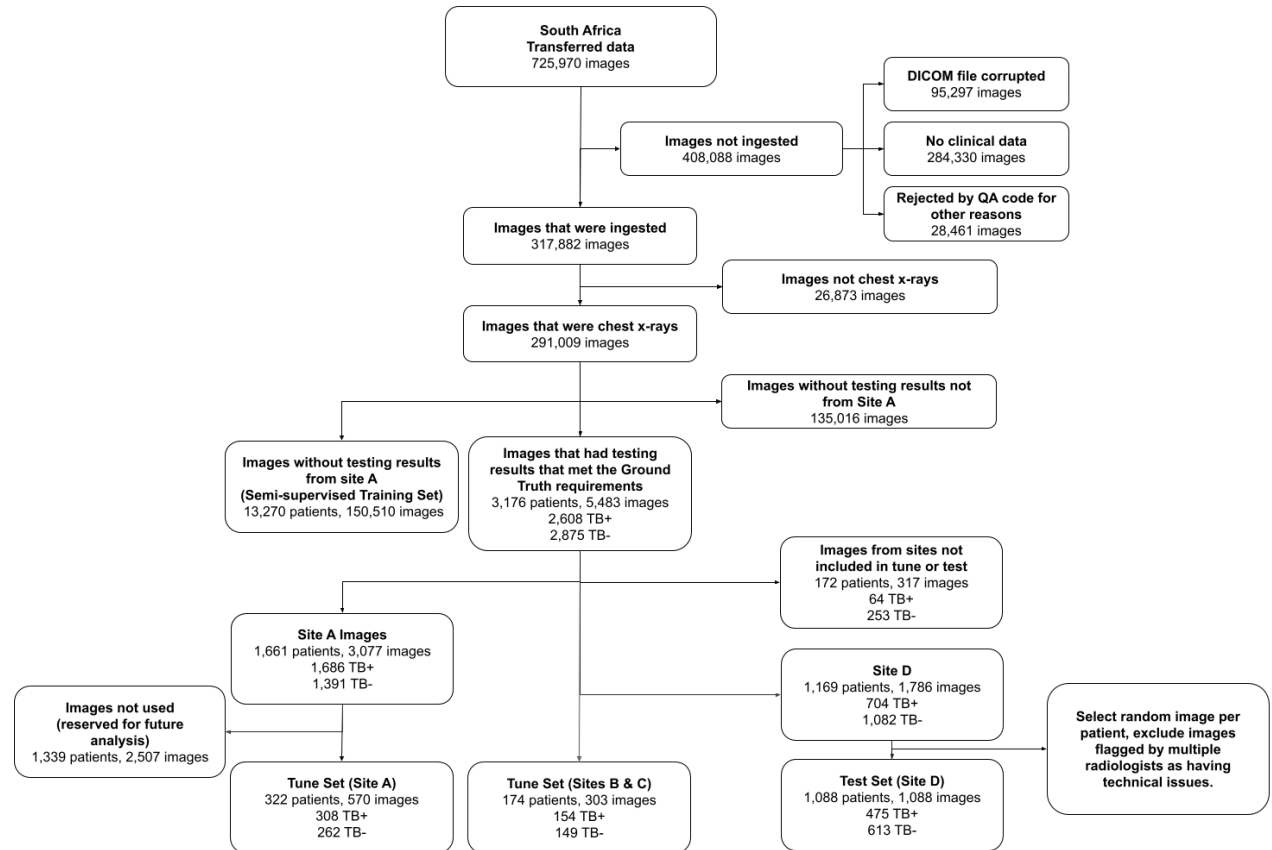 South Africa
Transferred data
725,970 images
DICOM file corrupted
95,297 images
Images not ingested
408,088 images
No clinical data
284,330 images
Rejected by QA code for
other reasons
28,461 images
Images that were ingested
317,882 images
Images not chest x-rays
26,873 images
Images that were chest x-rays
291,009 images
Images without testing results not
from Site A
135,016 images
Images without testing results
from site A
(Semi-supervised Training Set)
13,270 patients, 150,510 images
Images that had testing
results that met the Ground
Truth requirements
3,176 patients, 5,483 images
2,608 TB+
2,875 TB-
Images from sites not
included in tune or test
172 patients, 317 images
64 TB+
253 TB-
Site A Images
1,661 patients, 3,077 images
1,686 TB+
1,391 TB-
Site D
1,169 patients, 1,786 images
704 TB+
1,082 TB-
Images not used
(reserved for future
analysis)
1,339 patients, 2,507 images
Select random image per
patient, exclude images
flagged by multiple
radiologists as having
technical issues.
Tune Set (Site A)
322 patients, 570 images
308 TB+
262 TB-
Tune Set (Sites B & C)
174 patients, 303 images
154 TB+
149 TB-
Test Set (Site D)
1,088 patients, 1,088 images
475 TB+
613 TB-